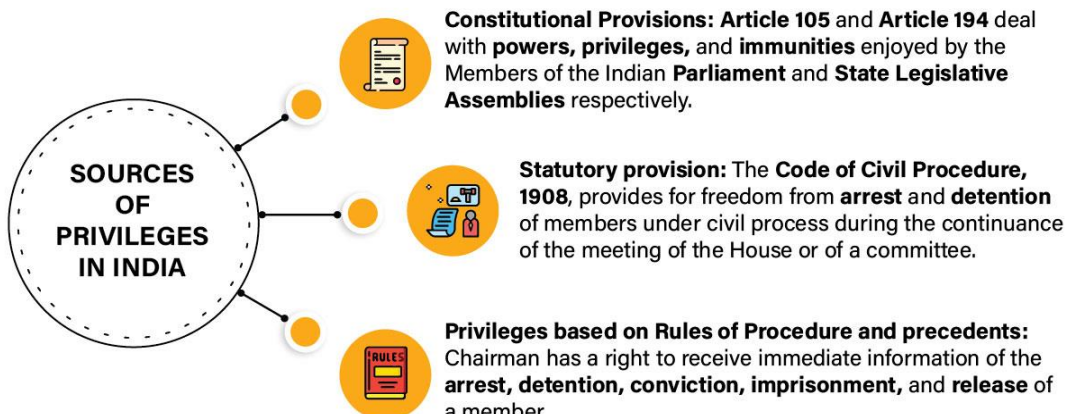 SOURCES
OF
PRIVILEGES
IN INDIA
Constitutional Provisions: Article 105 and Article 194 deal
with powers, privileges, and immunities enjoyed by the
Members of the Indian Parliament and State Legislative
Assemblies respectively.
Statutory provision: The Code of Civil Procedure,
1908, provides for freedom from arrest and detention
of members under civil process during the continuance
of the meeting of the House or of a committee.
RULES
Privileges based on Rules of Procedure and precedents:
Chairman has a right to receive immediate information of the
arrest, detention, conviction, imprisonment, and release of
a member